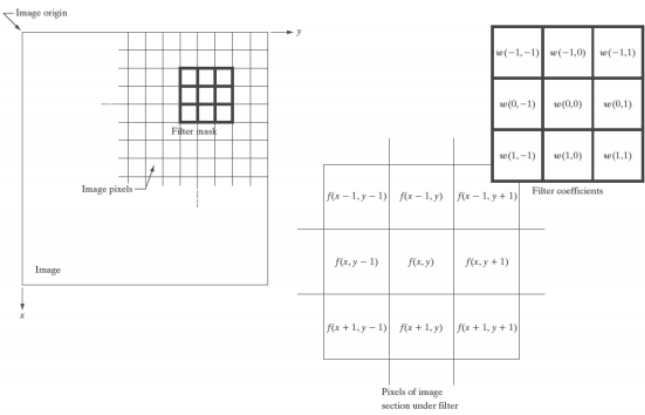 Image origin
y
Filter mask
Image pixels
Image
x
w(−1,−1) w(−1,0) w(−1,1)
w(0,−1) w(0,0) w(0,1)
w(1,−1) w(1,0) w(1,1)
Filter coefficients
f(x − 1, y − 1) f(x − 1, y) f(x − 1, y + 1)
f(x, y − 1) f(x, y) f(x, y + 1)
f(x + 1, y − 1) f(x + 1, y) f(x + 1, y + 1)
Pixels of image
section under filter